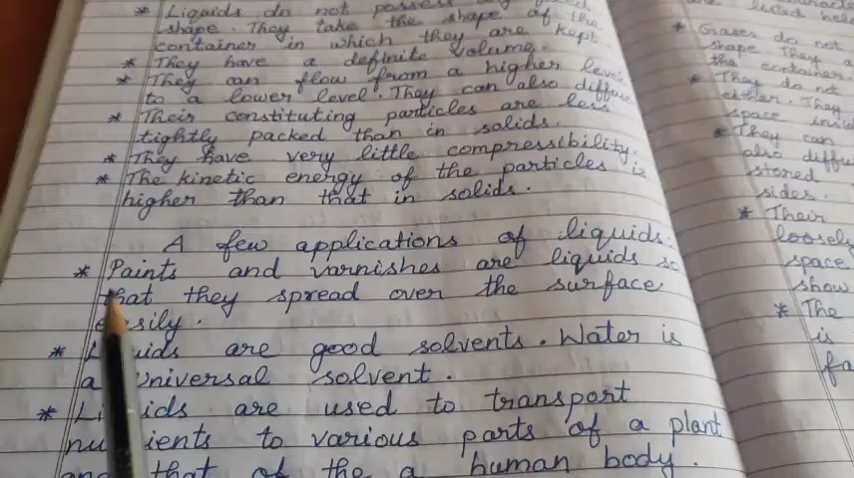 * Liquids do not possess any fixed
shape. They take the shape of the
container in which they are kept.
* They have a definite volume.
* They can flow from a higher level
to a lower level. They can also diffuse
* Their constituting particles are less
tightly packed than in solids.
* They have very little compressibility.
* The kinetic energy of the particles is
higher than that in solids.
A few applications of liquids.
* Paints and varnishes are liquids so
that they spread over the surface
easily.
* Liquids are good solvents. Water is
a universal solvent.
* Liquids are used to transport
nutrients to various parts of a plant
and that of the a human body.
are listed
* Gases do not
shape. They
the container.
* They do not
either. They
space
* They can
also
stored
sides.
* Their
loosely
space
show
* The
is